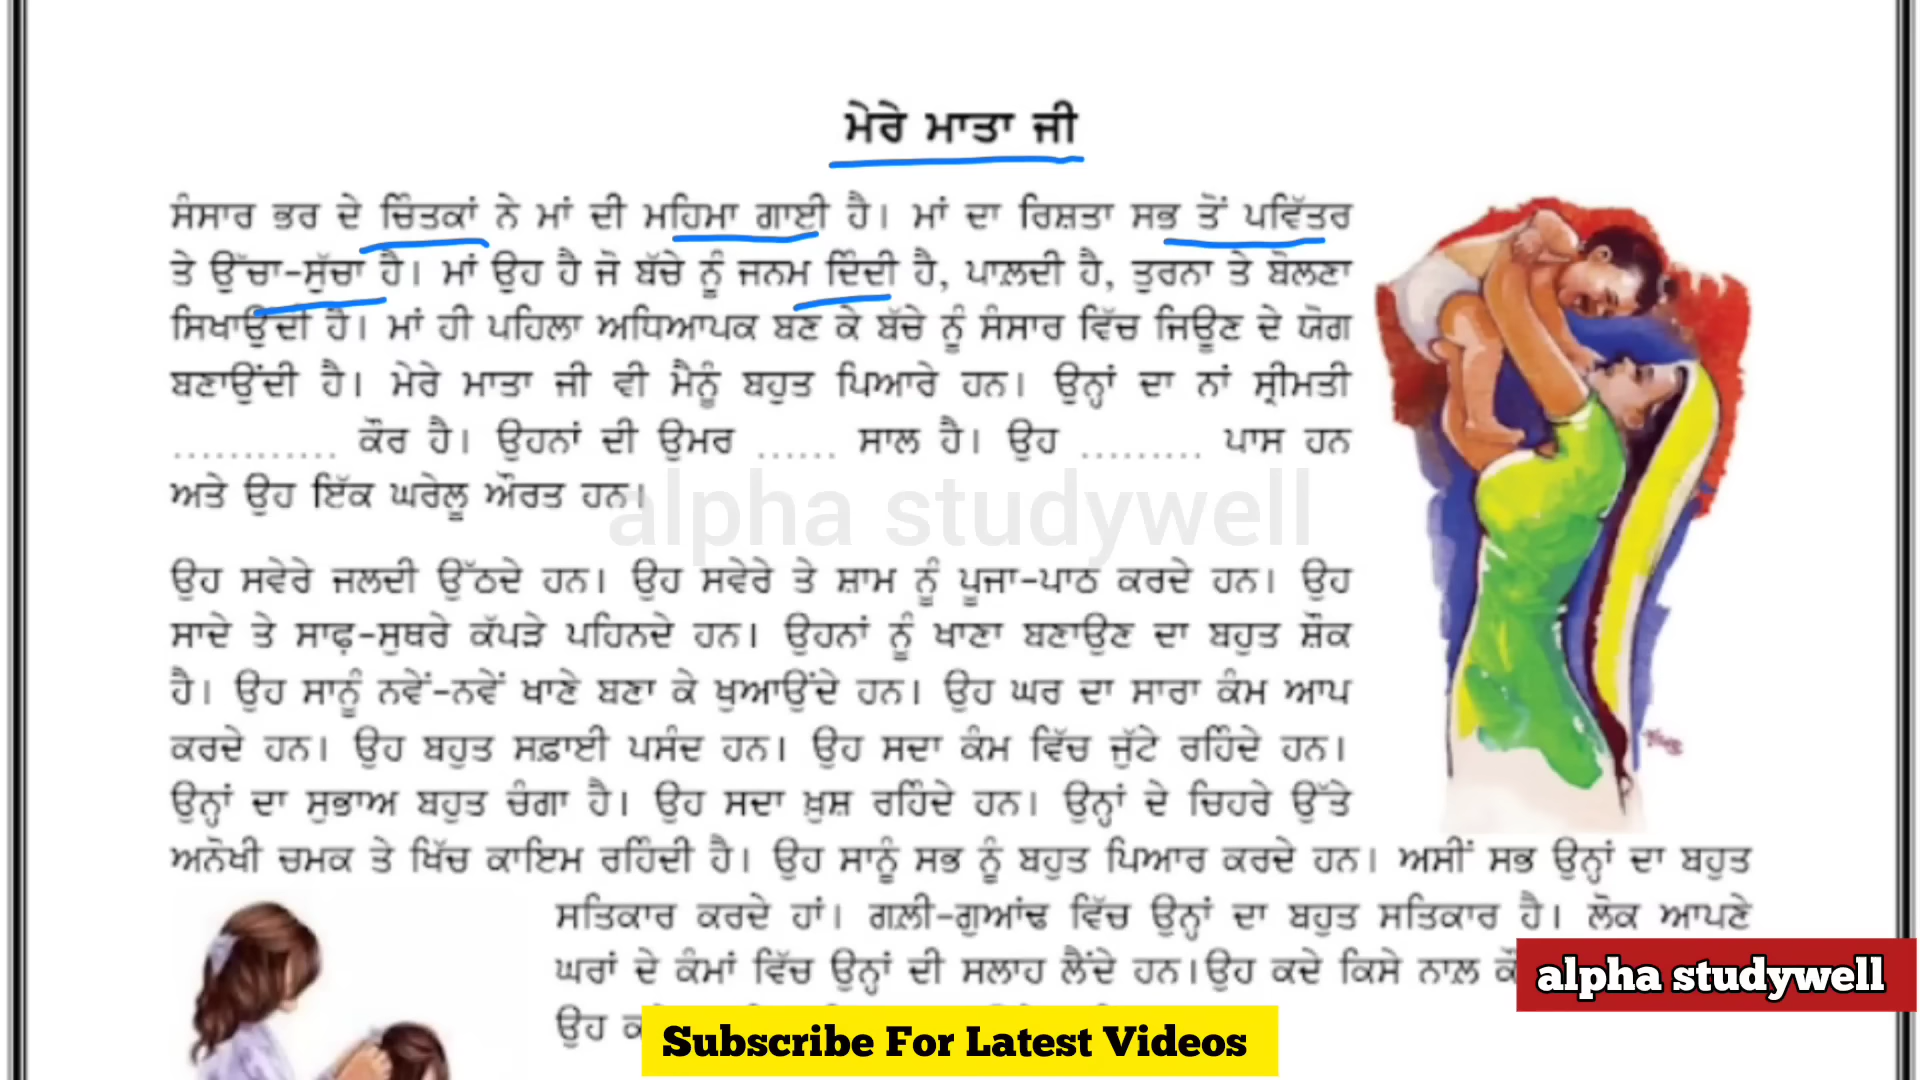 ਮੇਰੇ ਮਾਤਾ ਜੀ
ਸੰਸਾਰ ਭਰ ਦੇ ਚਿੰਤਕਾਂ ਨੇ ਮਾਂ ਦੀ ਮਹਿਮਾ ਗਾਈ ਹੈ। ਮਾਂ ਦਾ ਰਿਸ਼ਤਾ ਸਭ ਤੋਂ ਪਵਿੱਤਰ
ਤੇ ਉੱਚਾ-ਸੁੱਚਾ ਹੈ। ਮਾਂ ਉਹ ਹੈ ਜੋ ਬੱਚੇ ਨੂੰ ਜਨਮ ਦਿੰਦੀ ਹੈ, ਪਾਲ਼ਦੀ ਹੈ, ਤੁਰਨਾ ਤੇ ਬੋਲਣਾ
ਸਿਖਾਉਂਦੀ ਹੈ। ਮਾਂ ਹੀ ਪਹਿਲਾ ਅਧਿਆਪਕ ਬਣ ਕੇ ਬੱਚੇ ਨੂੰ ਸੰਸਾਰ ਵਿੱਚ ਜਿਊਣ ਦੇ ਯੋਗ
ਬਣਾਉਂਦੀ ਹੈ। ਮੇਰੇ ਮਾਤਾ ਜੀ ਵੀ ਮੈਨੂੰ ਬਹੁਤ ਪਿਆਰੇ ਹਨ। ਉਨ੍ਹਾਂ ਦਾ ਨਾਂ ਸ੍ਰੀਮਤੀ
............ ਕੌਰ ਹੈ। ਉਹਨਾਂ ਦੀ ਉਮਰ ...... ਸਾਲ ਹੈ। ਉਹ ......... ਪਾਸ ਹਨ
ਅਤੇ ਉਹ ਇੱਕ ਘਰੇਲੂ ਔਰਤ ਹਨ।
alpha studywell
ਉਹ ਸਵੇਰੇ ਜਲਦੀ ਉੱਠਦੇ ਹਨ। ਉਹ ਸਵੇਰੇ ਤੇ ਸ਼ਾਮ ਨੂੰ ਪੂਜਾ-ਪਾਠ ਕਰਦੇ ਹਨ। ਉਹ
ਸਾਦੇ ਤੇ ਸਾਫ਼-ਸੁਥਰੇ ਕੱਪੜੇ ਪਹਿਨਦੇ ਹਨ। ਉਹਨਾਂ ਨੂੰ ਖਾਣਾ ਬਣਾਉਣ ਦਾ ਬਹੁਤ ਸ਼ੌਕ
ਹੈ। ਉਹ ਸਾਨੂੰ ਨਵੇਂ-ਨਵੇਂ ਖਾਣੇ ਬਣਾ ਕੇ ਖੁਆਉਂਦੇ ਹਨ। ਉਹ ਘਰ ਦਾ ਸਾਰਾ ਕੰਮ ਆਪ
ਕਰਦੇ ਹਨ। ਉਹ ਬਹੁਤ ਸਫ਼ਾਈ ਪਸੰਦ ਹਨ। ਉਹ ਸਦਾ ਕੰਮ ਵਿੱਚ ਜੁੱਟੇ ਰਹਿੰਦੇ ਹਨ।
ਉਨ੍ਹਾਂ ਦਾ ਸੁਭਾਅ ਬਹੁਤ ਚੰਗਾ ਹੈ। ਉਹ ਸਦਾ ਖ਼ੁਸ਼ ਰਹਿੰਦੇ ਹਨ। ਉਨ੍ਹਾਂ ਦੇ ਚਿਹਰੇ ਉੱਤੇ
ਅਨੋਖੀ ਚਮਕ ਤੇ ਖਿੱਚ ਕਾਇਮ ਰਹਿੰਦੀ ਹੈ। ਉਹ ਸਾਨੂੰ ਸਭ ਨੂੰ ਬਹੁਤ ਪਿਆਰ ਕਰਦੇ ਹਨ। ਅਸੀਂ ਸਭ ਉਨ੍ਹਾਂ ਦਾ ਬਹੁਤ
ਸਤਿਕਾਰ ਕਰਦੇ ਹਾਂ। ਗਲ਼ੀ-ਗੁਆਂਢ ਵਿੱਚ ਉਨ੍ਹਾਂ ਦਾ ਬਹੁਤ ਸਤਿਕਾਰ ਹੈ। ਲੋਕ ਆਪਣੇ
ਘਰਾਂ ਦੇ ਕੰਮਾਂ ਵਿੱਚ ਉਨ੍ਹਾਂ ਦੀ ਸਲਾਹ ਲੈਂਦੇ ਹਨ।ਉਹ ਕਦੇ ਕਿਸੇ ਨਾਲ਼
alpha studywell
ਉਹ
Subscribe For Latest Videos